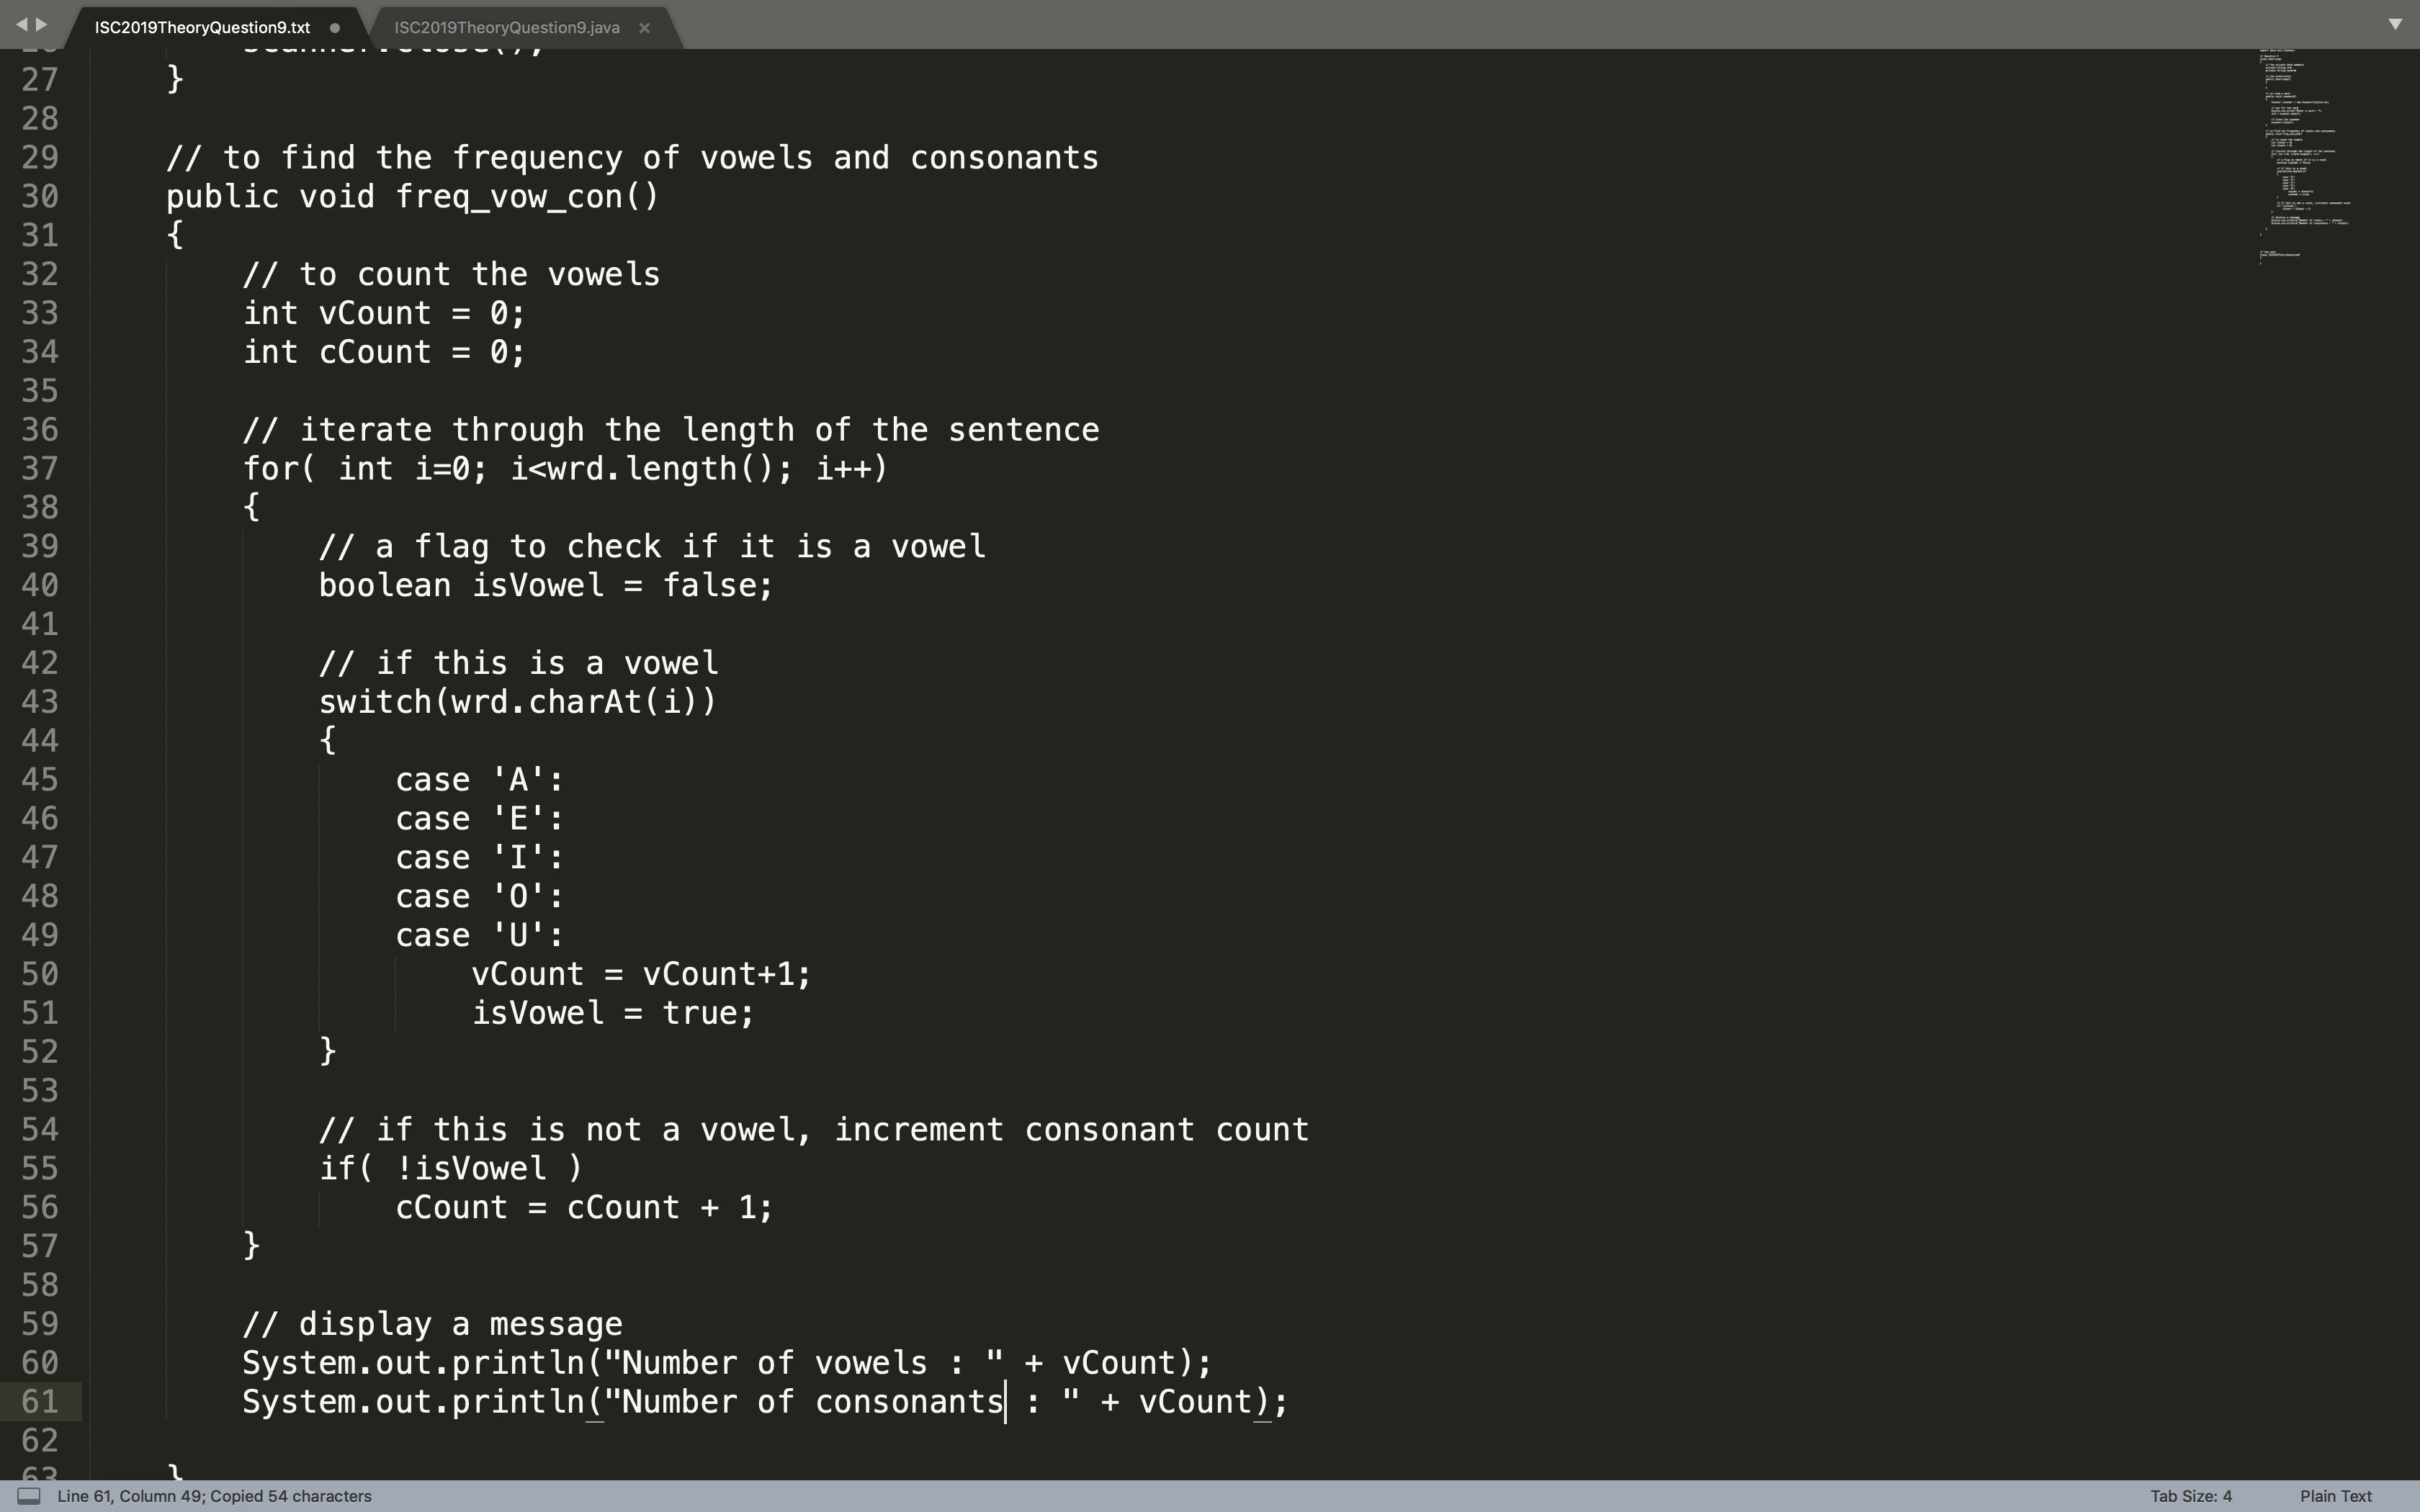 ISC2019TheoryQuestion9.txt
ISC2019TheoryQuestion9.java
27 }
28
29 // to find the frequency of vowels and consonants
30 public void freq_vow_con()
31 {
32 // to count the vowels
33 int vCount = 0;
34 int cCount = 0;
35
36 // iterate through the length of the sentence
37 for( int i=0; i<wrd.length(); i++)
38 {
39 // a flag to check if it is a vowel
40 boolean isVowel = false;
41
42 // if this is a vowel
43 switch(wrd.charAt(i))
44 {
45 case 'A':
46 case 'E':
47 case 'I':
48 case 'O':
49 case 'U':
50 vCount = vCount+1;
51 isVowel = true;
52 }
53
54 // if this is not a vowel, increment consonant count
55 if( !isVowel )
56 cCount = cCount + 1;
57 }
58
59 // display a message
60 System.out.println("Number of vowels : " + vCount);
61 System.out.println("Number of consonants : " + vCount);
62
63 }
Line 61, Column 49; Copied 54 characters
Tab Size: 4
Plain Text